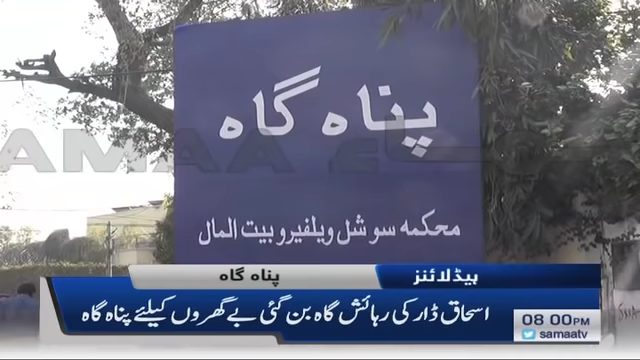 پناہ گاہ
SAMAA
محکمہ سوشل ویلفیرو بیت المال
ہیڈلائنز
پناہ گاہ
اسحاق ڈار کی رہائش گاہ بن گئی بے گھروں کیلئے پناہ گاہ
08:00PM
samaatv